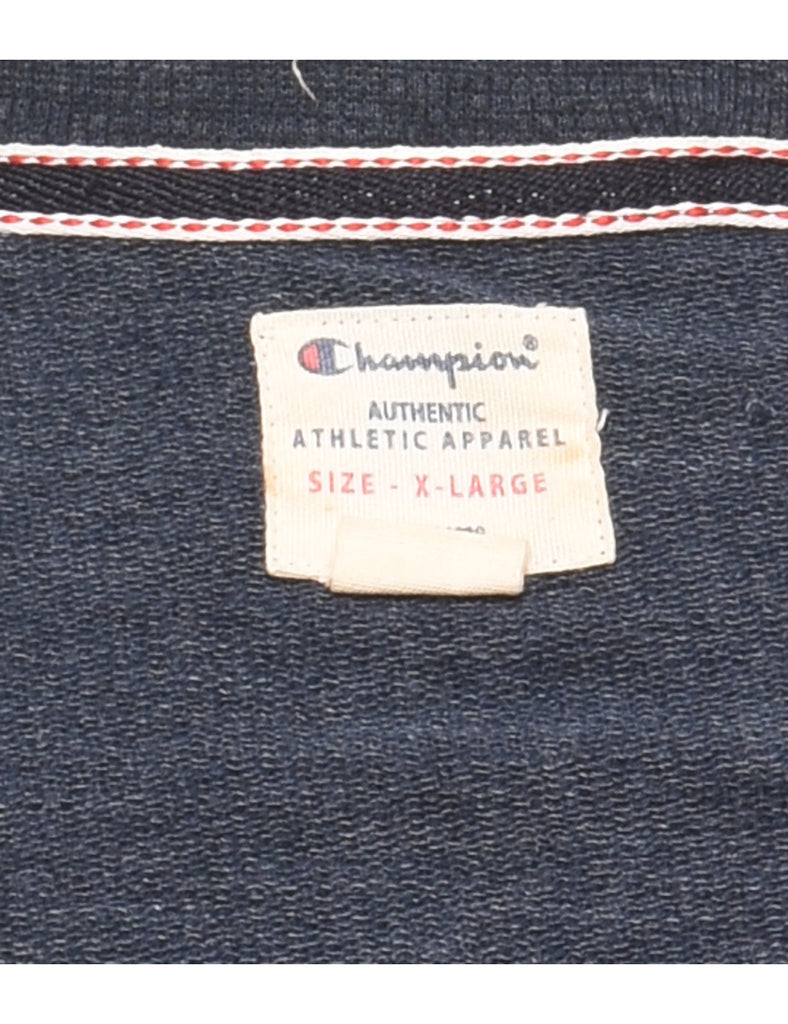 Champion®
AUTHENTIC
ATHLETIC APPAREL
SIZE - X-LARGE